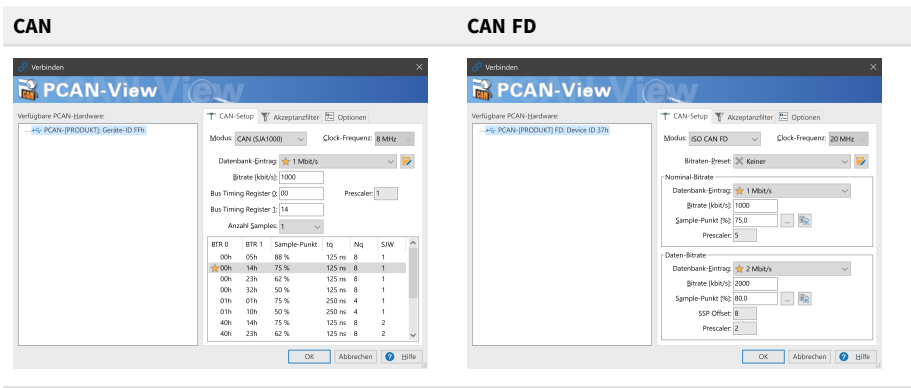 CAN
Verbinden
PCAN-View
Verfügbare PCAN-Hardware:
PCAN-[PRODUKT]: Geräte-ID FFh
CAN-Setup Akzeptanzfilter Optionen
Modus: CAN (SJA1000) Clock-Frequenz: 8 MHz
Datenbank-Eintrag: 1 Mbit/s
Bitrate [kbit/s]: 1000
Bus Timing Register 0: 00 Prescaler: 1
Bus Timing Register 1: 14
Anzahl Samples: 1
BTR 0 BTR 1 Sample-Punkt tq Nq SJW
00h 05h 88 % 125 ns 8 1
00h 14h 75 % 125 ns 8 1
00h 23h 62 % 125 ns 8 1
00h 32h 50 % 125 ns 8 1
01h 01h 75 % 250 ns 4 1
01h 10h 50 % 250 ns 4 1
40h 14h 75 % 125 ns 8 2
40h 23h 62 % 125 ns 8 2
OK Abbrechen Hilfe
CAN FD
Verbinden
PCAN-View
Verfügbare PCAN-Hardware:
PCAN-[PRODUKT] FD: Device ID 37h
CAN-Setup Akzeptanzfilter Optionen
Modus: ISO CAN FD Clock-Frequenz: 20 MHz
Bitraten-Preset: Keiner
Nominal-Bitrate
Datenbank-Eintrag: 1 Mbit/s
Bitrate [kbit/s]: 1000
Sample-Punkt [%]: 75,0 ...
Prescaler: 5
Daten-Bitrate
Datenbank-Eintrag: 2 Mbit/s
Bitrate [kbit/s]: 2000
Sample-Punkt [%]: 80,0 ...
SSP Offset: 8
Prescaler: 2
OK Abbrechen Hilfe